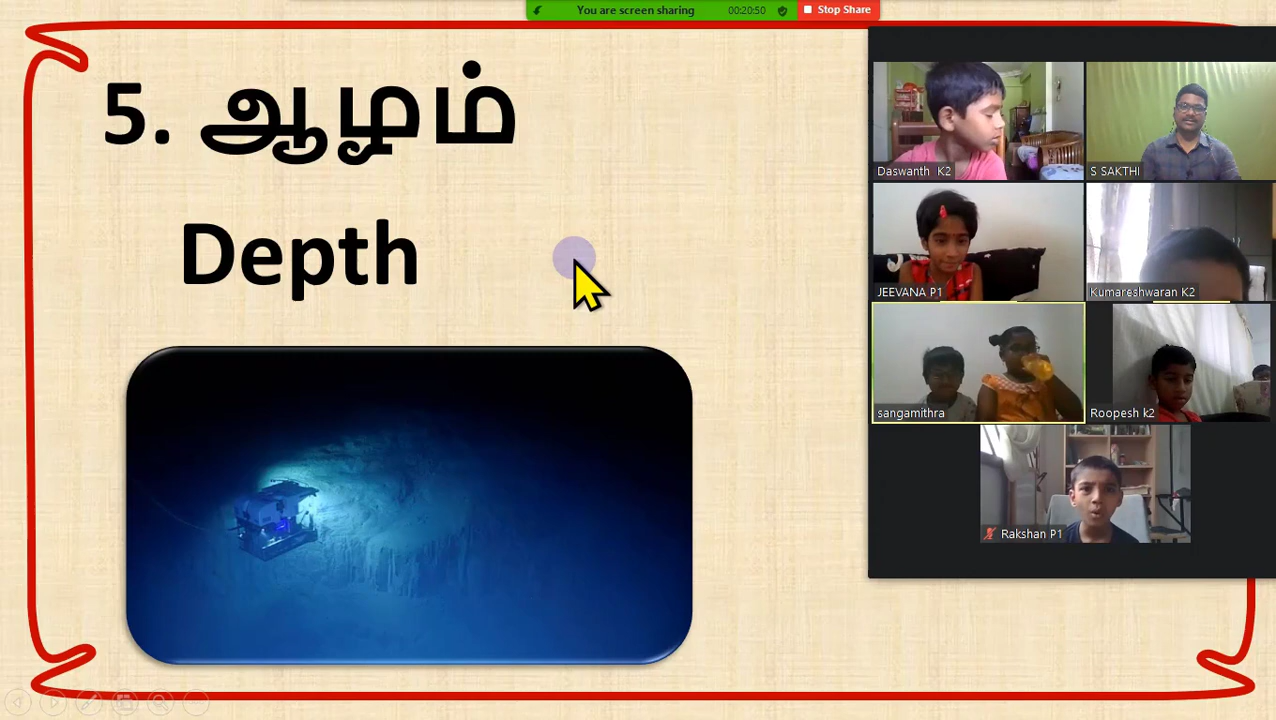 You are screen sharing 00:20:50 Stop Share
5. ஆழம்
Depth
Daswanth K2
S SAKTHI
JEEVANA P1
Kumareshwaran K2
sangamithra
Roopesh k2
Rakshan P1